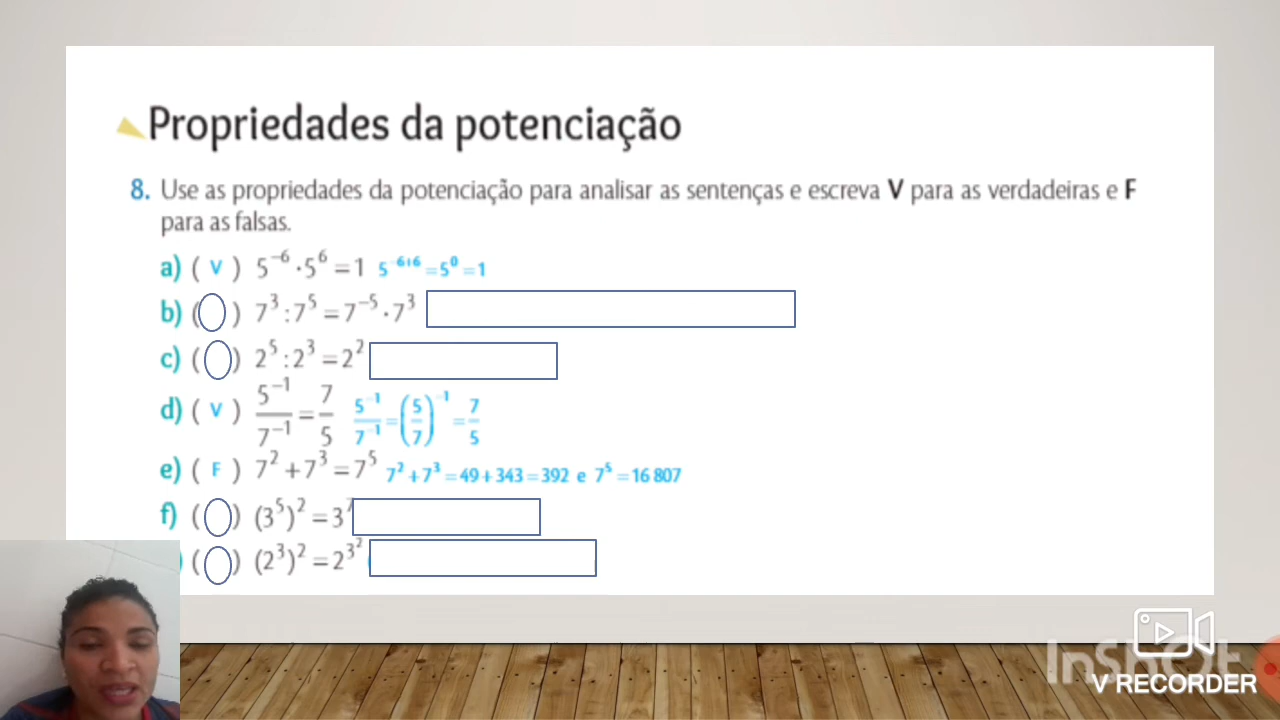 Propriedades da potenciação
8. Use as propriedades da potenciação para analisar as sentenças e escreva V para as verdadeiras e F
para as falsas.
a) ( V ) 5⁻⁶ · 5⁶ = 1 5⁻⁶⁺⁶ = 5⁰ = 1
b) ( ) 7³ : 7⁵ = 7⁻⁵ · 7³
c) ( ) 2⁵ : 2³ = 2²
d) ( V ) 5⁻¹/7⁻¹ = 7/5 5⁻¹/7⁻¹ = (5/7)⁻¹ = 7/5
e) ( F ) 7² + 7³ = 7⁵ 7² + 7³ = 49 + 343 = 392 e 7⁵ = 16 807
f) ( ) (3⁵)² = 3⁷
( ) (2³)² = 2^3²
InShOt
V RECORDER